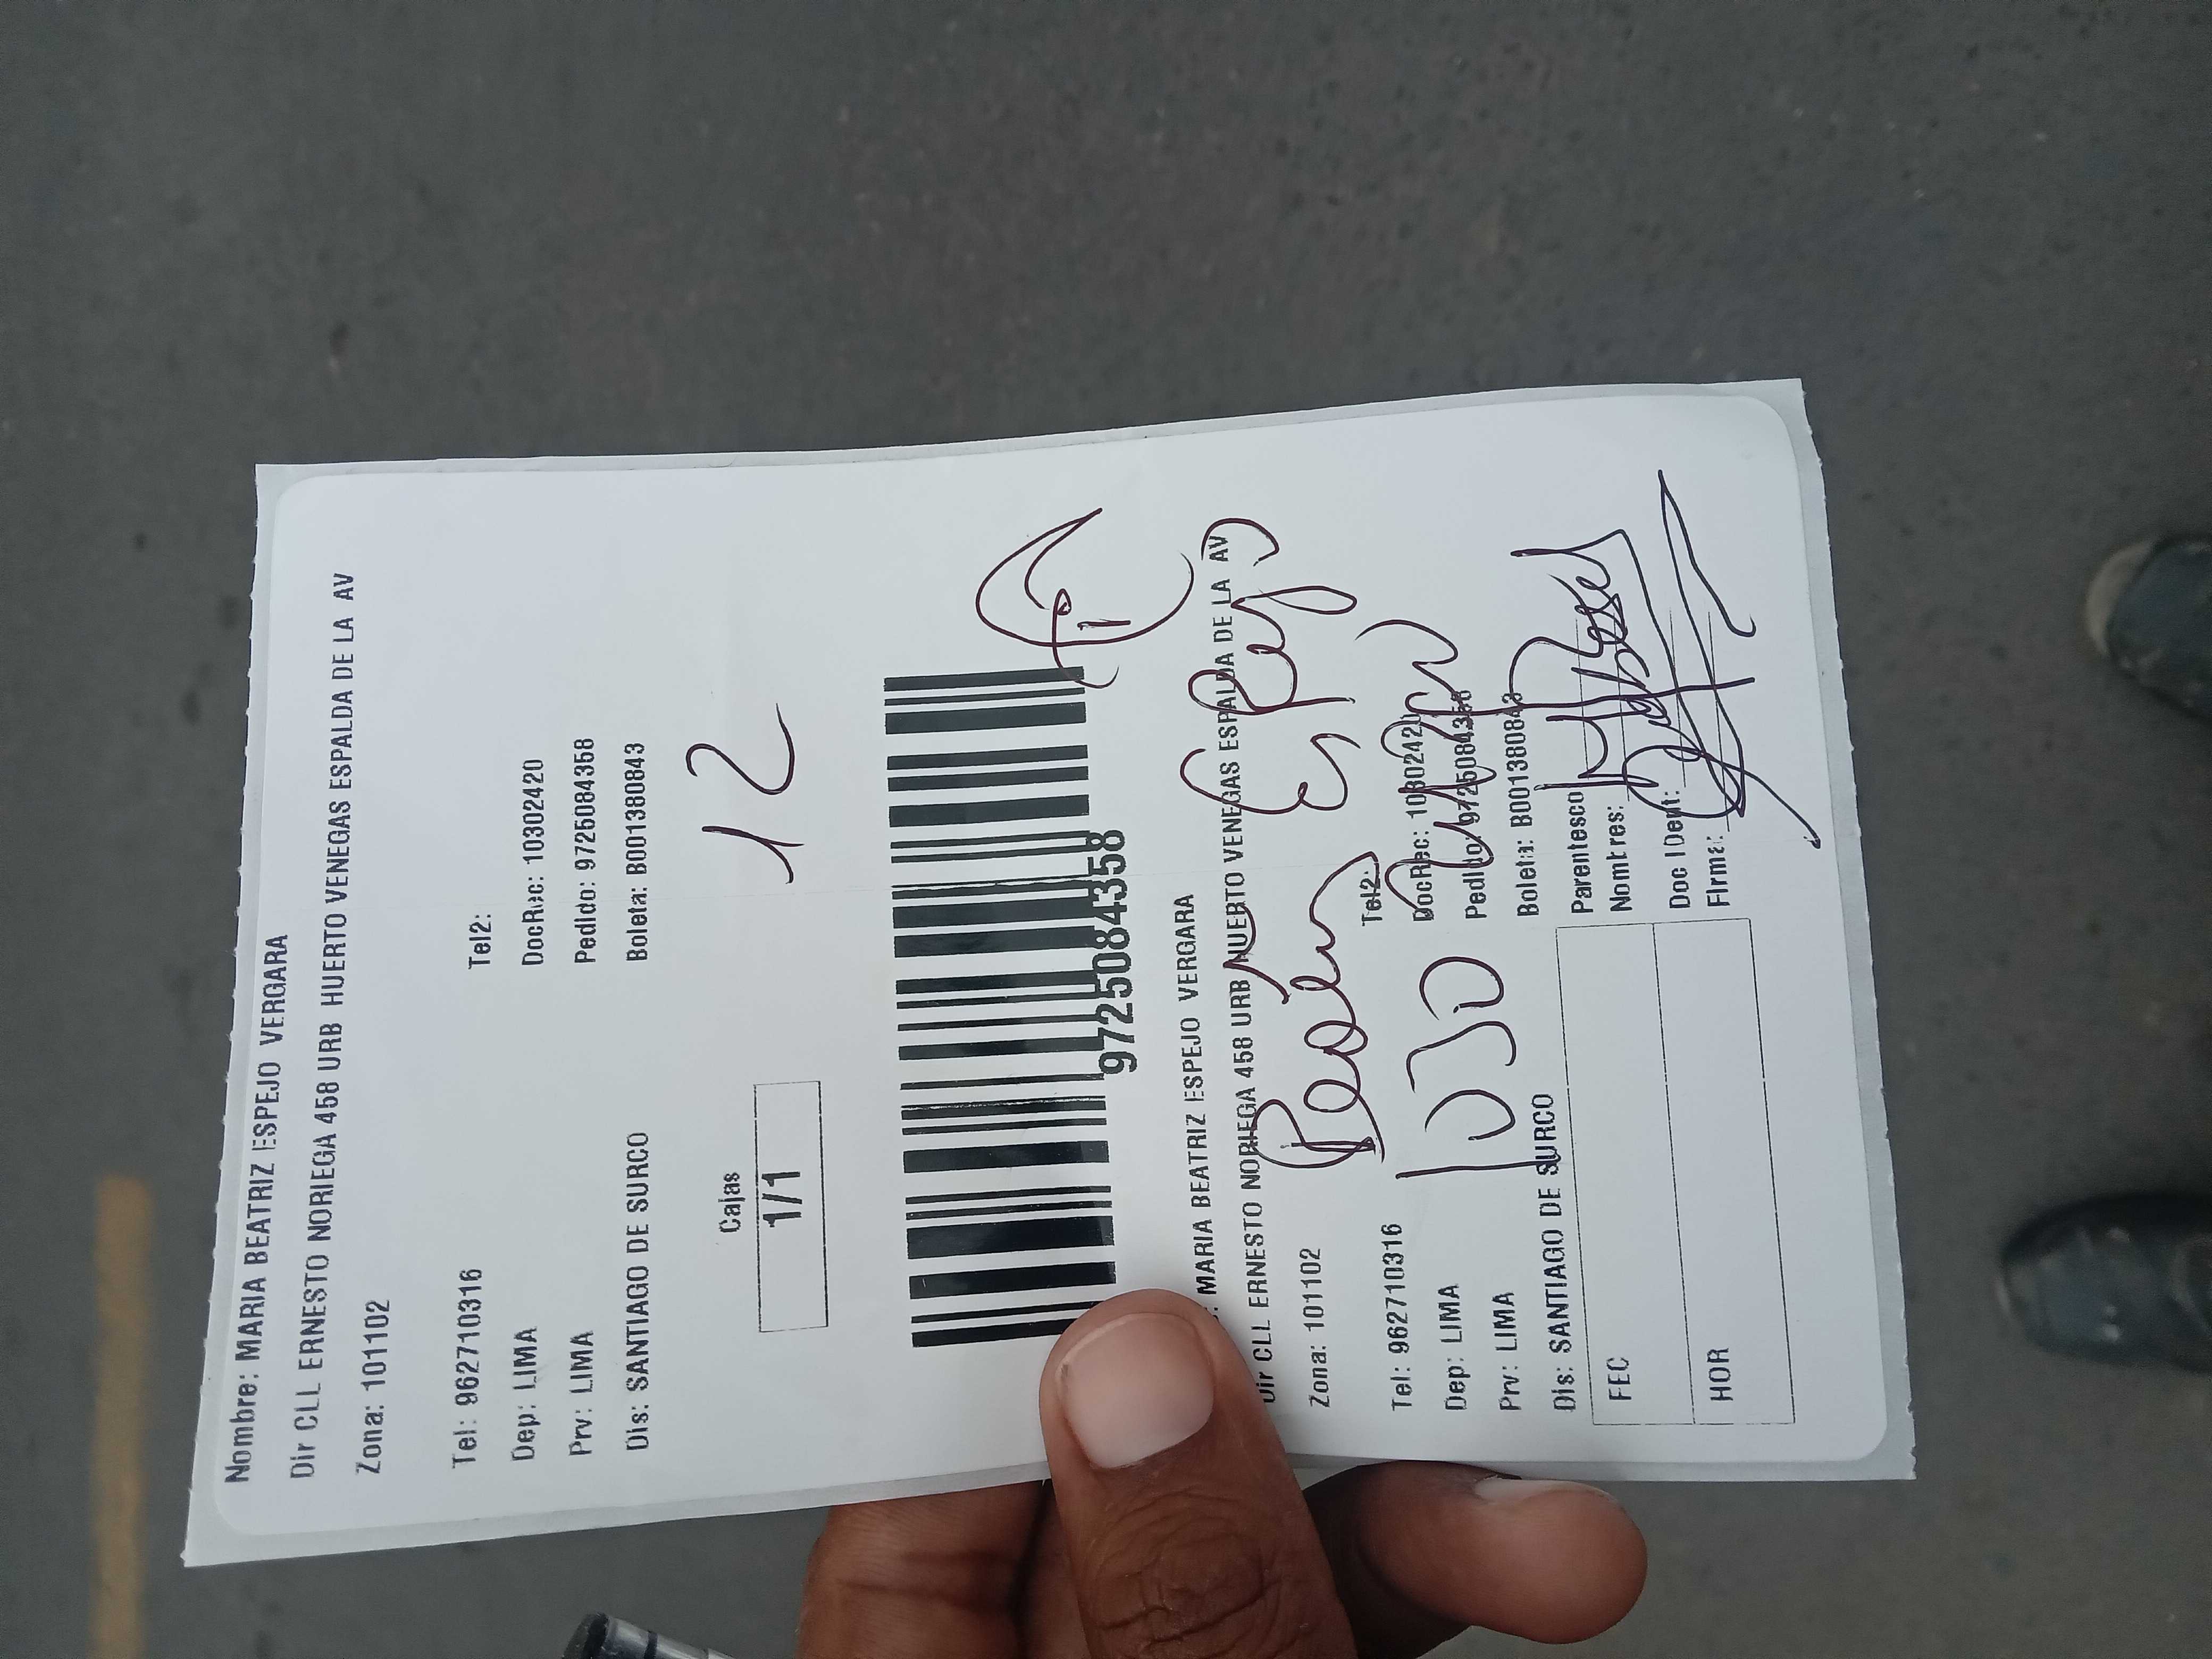 Nombre: MARIA BEATRIZ ESPEJO VERGARA
Dir CLL ERNESTO NORIEGA 458 URB HUERTO VENEGAS ESPALDA DE LA AV
Zona: 101102
Tel: 962710316 Tel2:
Dep: LIMA DocRec: 10302420
Prv: LIMA Pedido: 9725084358
Dis: SANTIAGO DE SURCO Boleta: B001380843
Cajas
1/1
12
9725084358
: MARIA BEATRIZ ESPEJO VERGARA
Dir CLL ERNESTO NORIEGA 458 URB HUERTO VENEGAS ESPALDA DE LA AV
Zona: 101102
Tel: 962710316 Tel2:
Dep: LIMA DocRec: 10302420
Prv: LIMA Pedido: 9725084358
Dis: SANTIAGO DE SURCO Boleta: B001380843
Parentesco
FEC Nombres:
Doc IDent:
HOR Firma: